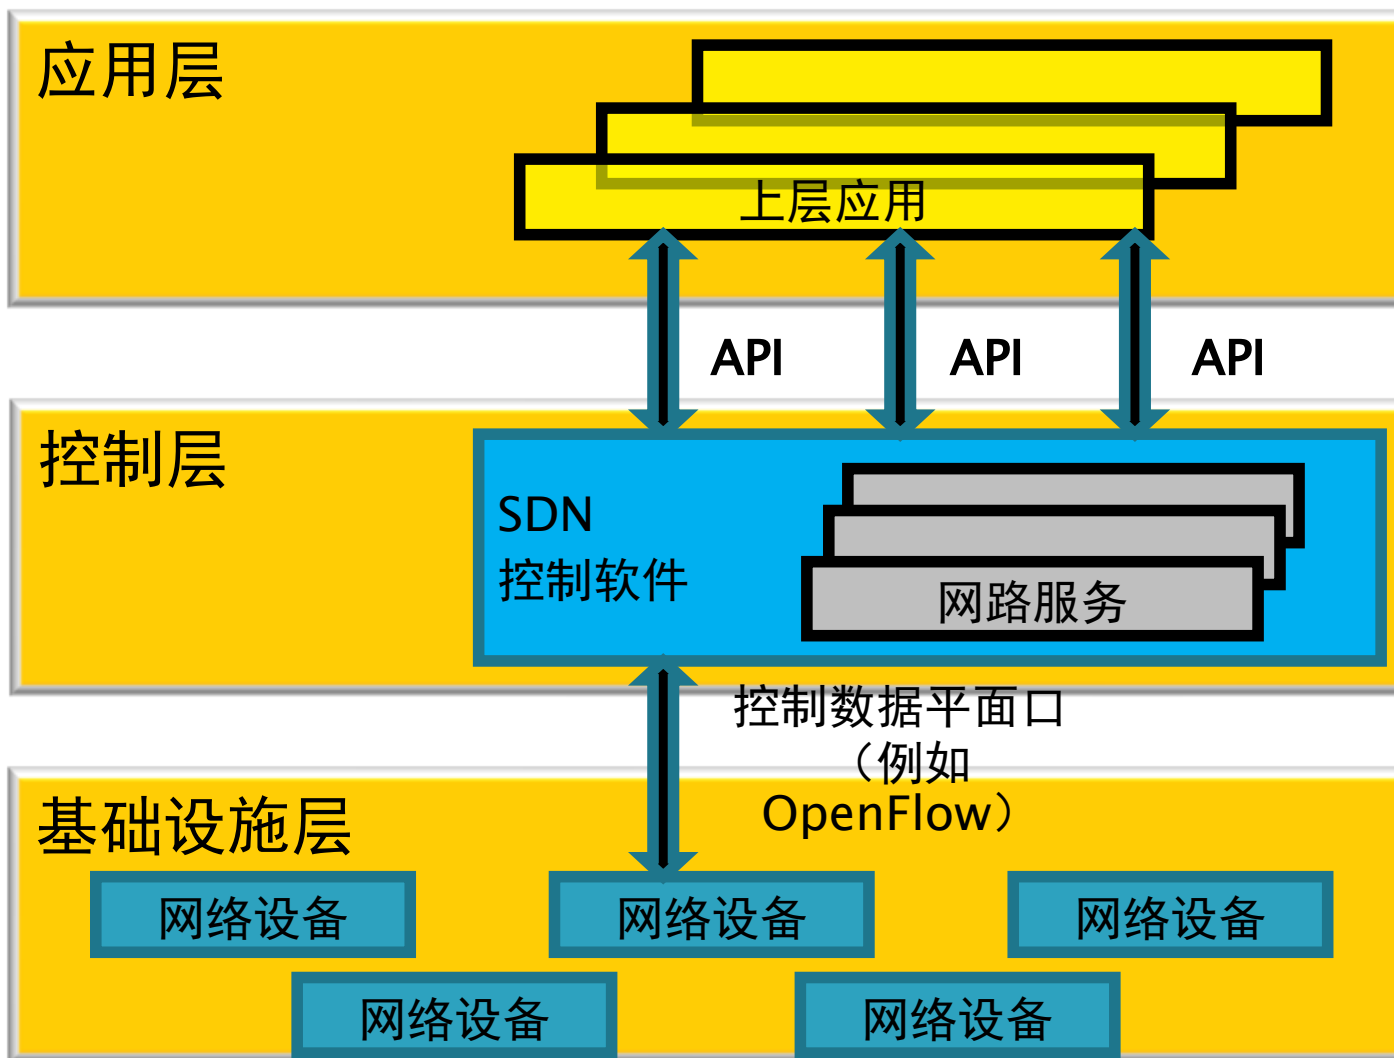 应用层
上层应用
API
API
API
控制层
SDN
控制软件
网路服务
控制数据平面口
（例如
OpenFlow）
基础设施层
网络设备
网络设备
网络设备
网络设备
网络设备